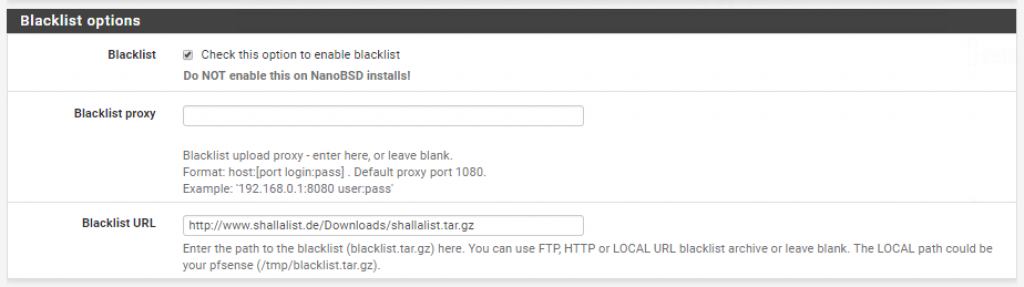 Blacklist options
Blacklist
Check this option to enable blacklist
Do NOT enable this on NanoBSD installs!
Blacklist proxy
Blacklist upload proxy - enter here, or leave blank.
Format: host:[port login:pass] . Default proxy port 1080.
Example: '192.168.0.1:8080 user:pass'
Blacklist URL
http://www.shallalist.de/Downloads/shallalist.tar.gz
Enter the path to the blacklist (blacklist.tar.gz) here. You can use FTP, HTTP or LOCAL URL blacklist archive or leave blank. The LOCAL path could be
your pfsense (/tmp/blacklist.tar.gz).